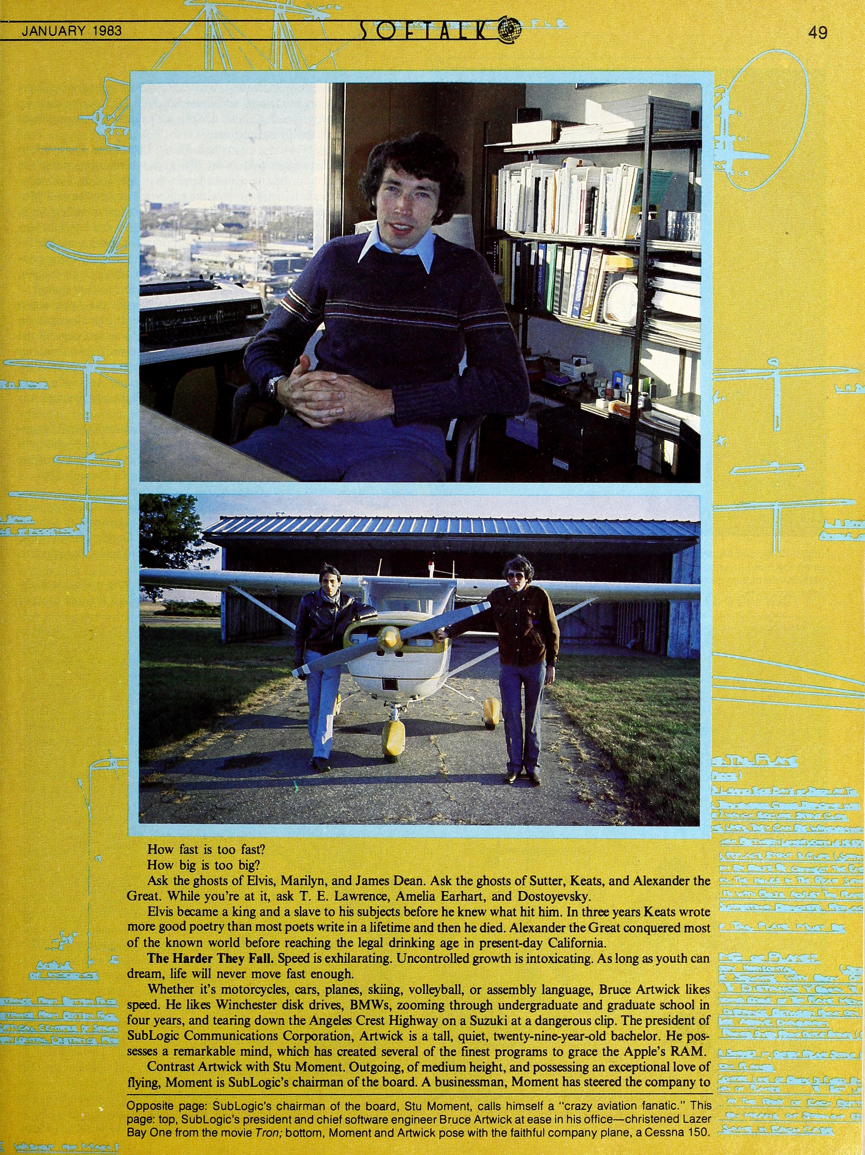 JANUARY 1983
SOFTALK
49
How fast is too fast?
How big is too big?
Ask the ghosts of Elvis, Marilyn, and James Dean. Ask the ghosts of Sutter, Keats, and Alexander the
Great. While you're at it, ask T. E. Lawrence, Amelia Earhart, and Dostoyevsky.
Elvis became a king and a slave to his subjects before he knew what hit him. In three years Keats wrote
more good poetry than most poets write in a lifetime and then he died. Alexander the Great conquered most
of the known world before reaching the legal drinking age in present-day California.
The Harder They Fall. Speed is exhilarating. Uncontrolled growth is intoxicating. As long as youth can
dream, life will never move fast enough.
Whether it's motorcycles, cars, planes, skiing, volleyball, or assembly language, Bruce Artwick likes
speed. He likes Winchester disk drives, BMWs, zooming through undergraduate and graduate school in
four years, and tearing down the Angeles Crest Highway on a Suzuki at a dangerous clip. The president of
SubLogic Communications Corporation, Artwick is a tall, quiet, twenty-nine-year-old bachelor. He pos-
sesses a remarkable mind, which has created several of the finest programs to grace the Apple's RAM.
Contrast Artwick with Stu Moment. Outgoing, of medium height, and possessing an exceptional love of
flying, Moment is SubLogic's chairman of the board. A businessman, Moment has steered the company to
Opposite page: SubLogic's chairman of the board, Stu Moment, calls himself a "crazy aviation fanatic." This
page: top, SubLogic's president and chief software engineer Bruce Artwick at ease in his office—christened Lazer
Bay One from the movie Tron; bottom, Moment and Artwick pose with the faithful company plane, a Cessna 150.